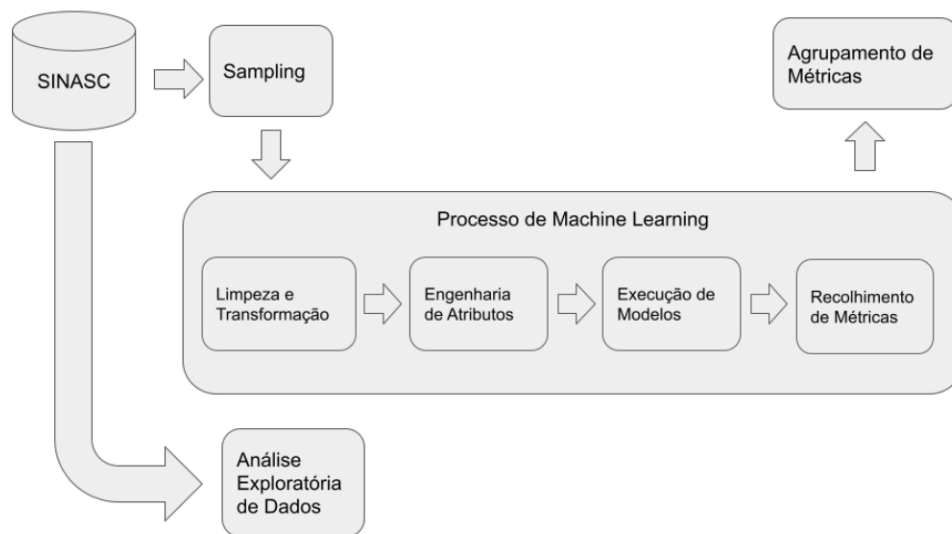 SINASC
Sampling
Agrupamento de
Métricas
Processo de Machine Learning
Limpeza e
Transformação
Engenharia
de Atributos
Execução de
Modelos
Recolhimento
de Métricas
Análise
Exploratória
de Dados